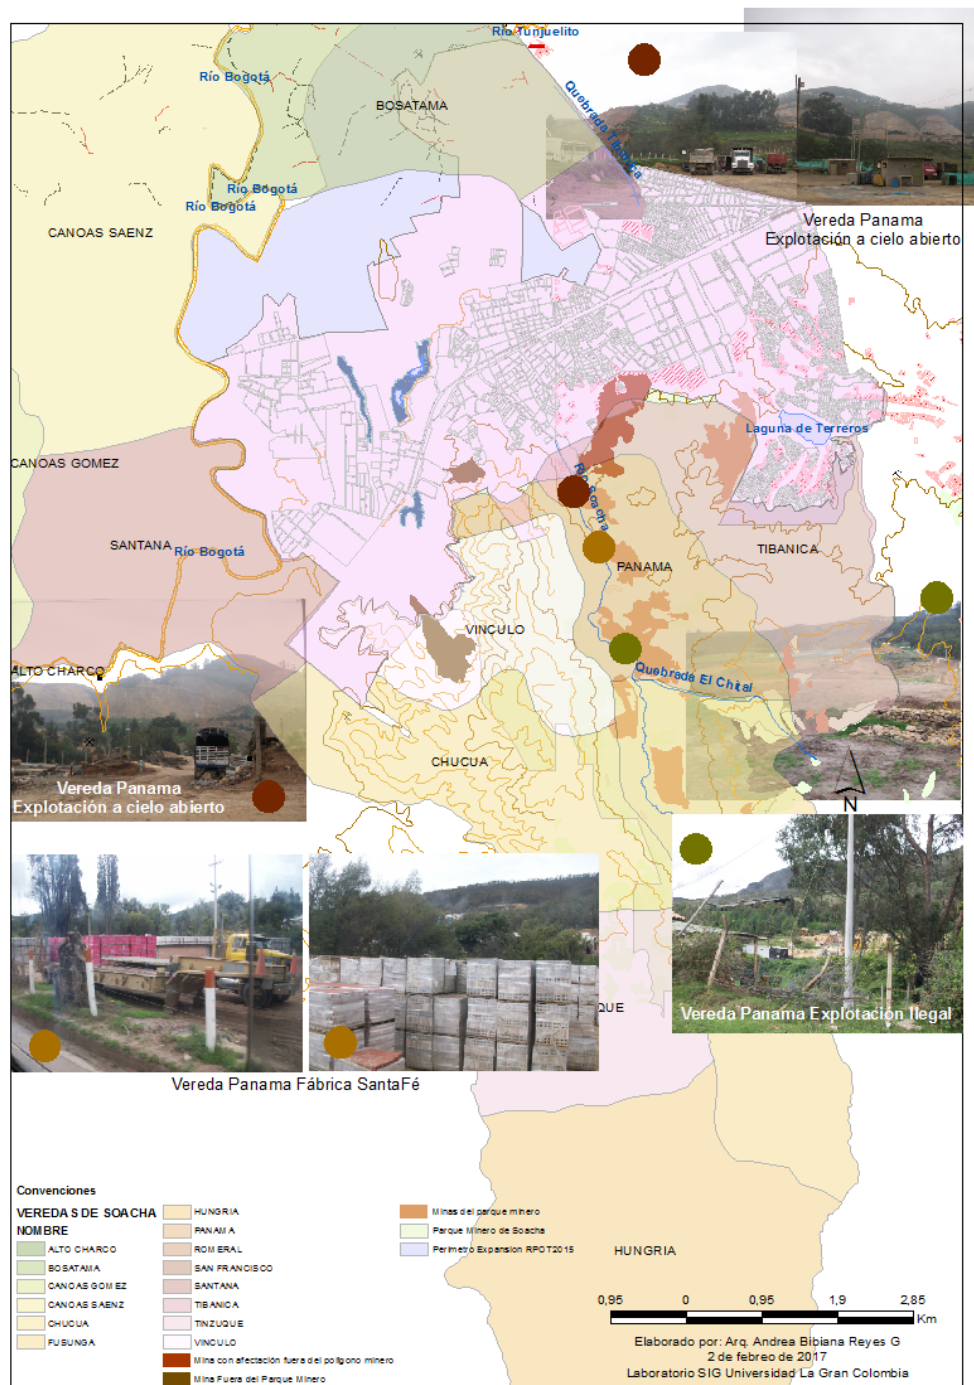 Río Tunjuelito
Río Bogotá
BOSATAMA
Quebrada Tibanica
Río Bogotá
Río Bogotá
CANOAS SAENZ
Vereda Panama
Explotación a cielo abierto
Laguna de Terreros
CANOAS GOMEZ
Río Soacha
SANTANA
Río Bogotá
TIBANICA
PANAMA
VINCULO
ALTO CHARCO
Quebrada El Chital
CHUCUA
Vereda Panama
Explotación a cielo abierto
N
QUE
Vereda Panama Explotación Ilegal
Vereda Panama Fábrica SantaFé
HUNGRIA
Convenciones
VEREDAS DE SOACHA
NOMBRE
ALTO CHARCO
BOSATAMA
CANOAS GOMEZ
CANOAS SAENZ
CHUCUA
FUSUNGA
HUNGRIA
PANAMA
ROMERAL
SAN FRANCISCO
SANTANA
TIBANICA
TINZUQUE
VINCULO
Mina con afectación fuera del polígono minero
Mina Fuera del Parque Minero
Minas del parque minero
Parque Minero de Soacha
Perimetro Expansion RPOT2015
0,95 0 0,95 1,9 2,85
Km
Elaborado por: Arq. Andrea Bibiana Reyes G
2 de febreo de 2017
Laboratorio SIG Universidad La Gran Colombia